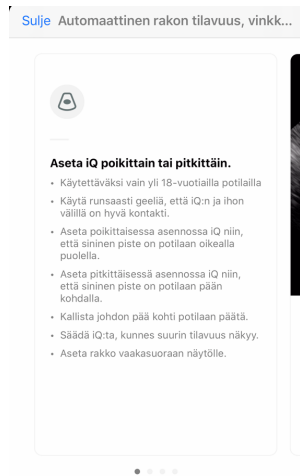 Sulje Automaattinen rakon tilavuus, vinkk...
Aseta iQ poikittain tai pitkittäin.
• Käytettäväksi vain yli 18-vuotiailla potilailla
• Käytä runsaasti geeliä, että iQ:n ja ihon
välillä on hyvä kontakti.
• Aseta poikittaisessa asennossa iQ niin,
että sininen piste on potilaan oikealla
puolella.
• Aseta pitkittäisessä asennossa iQ niin,
että sininen piste on potilaan pään
kohdalla.
• Kallista johdon pää kohti potilaan päätä.
• Säädä iQ:ta, kunnes suurin tilavuus näkyy.
• Aseta rakko vaakasuoraan näytölle.